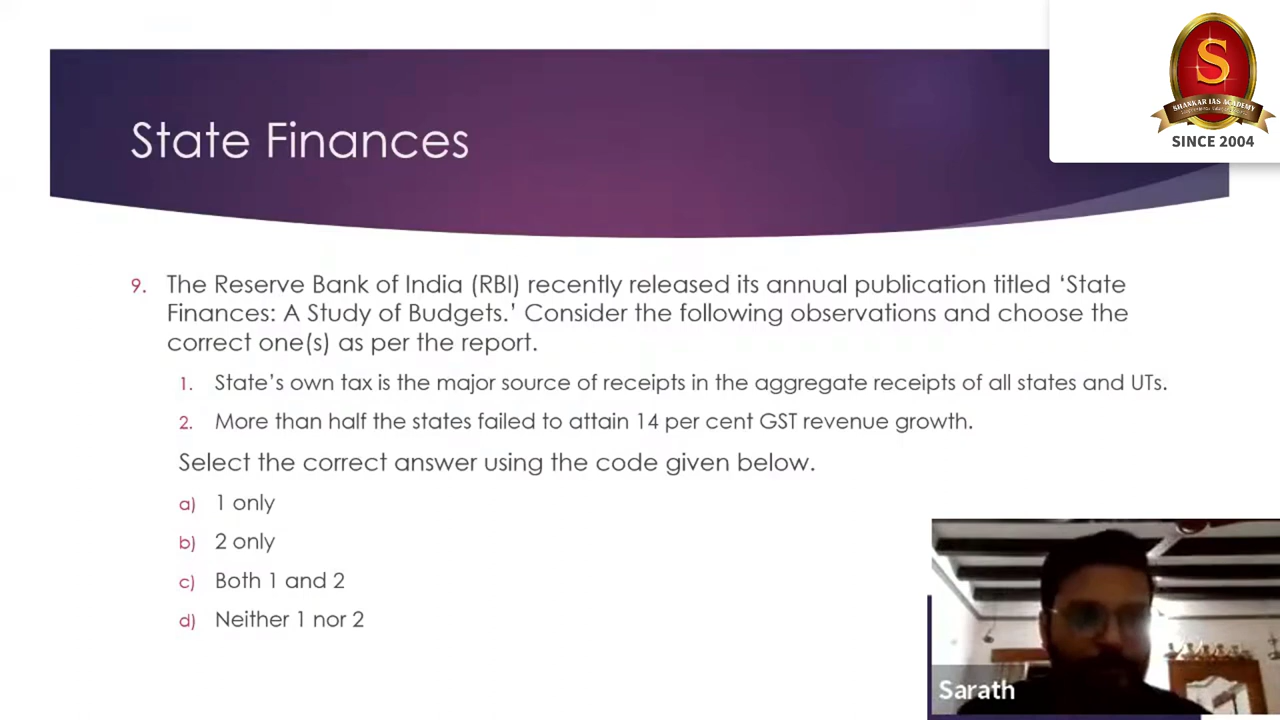 S
SHANKAR IAS ACADEMY
SINCE 2004
State Finances
9. The Reserve Bank of India (RBI) recently released its annual publication titled ‘State
Finances: A Study of Budgets.’ Consider the following observations and choose the
correct one(s) as per the report.
1. State’s own tax is the major source of receipts in the aggregate receipts of all states and UTs.
2. More than half the states failed to attain 14 per cent GST revenue growth.
Select the correct answer using the code given below.
a) 1 only
b) 2 only
c) Both 1 and 2
d) Neither 1 nor 2
Sarath